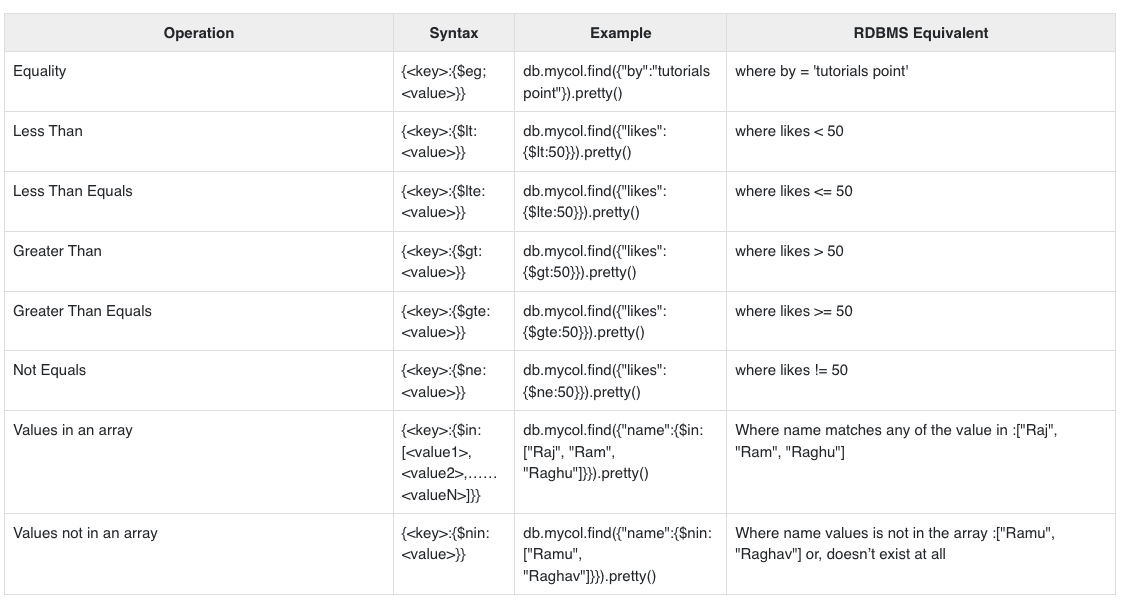 Operation Syntax Example RDBMS Equivalent
Equality {<key>:{$eg; db.mycol.find({"by":"tutorials where by = 'tutorials point'
<value>}} point"}).pretty()
Less Than {<key>:{$lt: db.mycol.find({"likes": where likes < 50
<value>}} {$lt:50}}).pretty()
Less Than Equals {<key>:{$lte: db.mycol.find({"likes": where likes <= 50
<value>}} {$lte:50}}).pretty()
Greater Than {<key>:{$gt: db.mycol.find({"likes": where likes > 50
<value>}} {$gt:50}}).pretty()
Greater Than Equals {<key>:{$gte: db.mycol.find({"likes": where likes >= 50
<value>}} {$gte:50}}).pretty()
Not Equals {<key>:{$ne: db.mycol.find({"likes": where likes != 50
<value>}} {$ne:50}}).pretty()
Values in an array {<key>:{$in: db.mycol.find({"name":{$in: Where name matches any of the value in :["Raj",
[<value1>, ["Raj", "Ram", "Ram", "Raghu"]
<value2>,…… "Raghu"]}}).pretty()
<valueN>]}}
Values not in an array {<key>:{$nin: db.mycol.find({"name":{$nin: Where name values is not in the array :["Ramu",
<value>}} ["Ramu", "Raghav"] or, doesn’t exist at all
"Raghav"]}}).pretty()